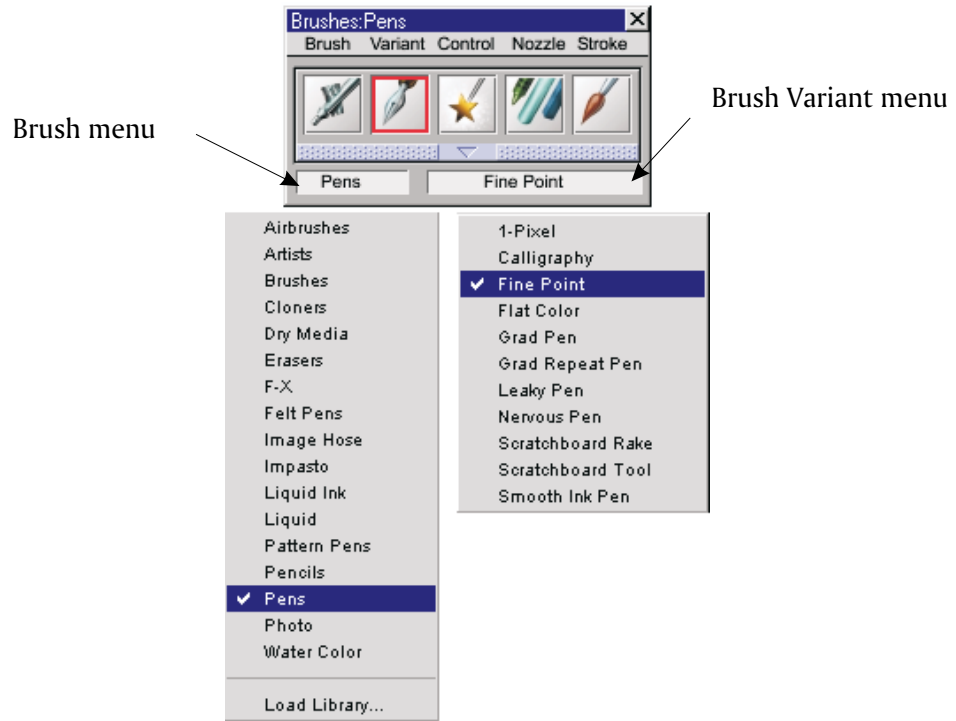 Brushes:Pens
Brush Variant Control Nozzle Stroke
Brush menu
Brush Variant menu
Pens
Fine Point
Airbrushes
Artists
Brushes
Cloners
Dry Media
Erasers
F-X
Felt Pens
Image Hose
Impasto
Liquid Ink
Liquid
Pattern Pens
Pencils
Pens
Photo
Water Color
Load Library...
1-Pixel
Calligraphy
Fine Point
Flat Color
Grad Pen
Grad Repeat Pen
Leaky Pen
Nervous Pen
Scratchboard Rake
Scratchboard Tool
Smooth Ink Pen